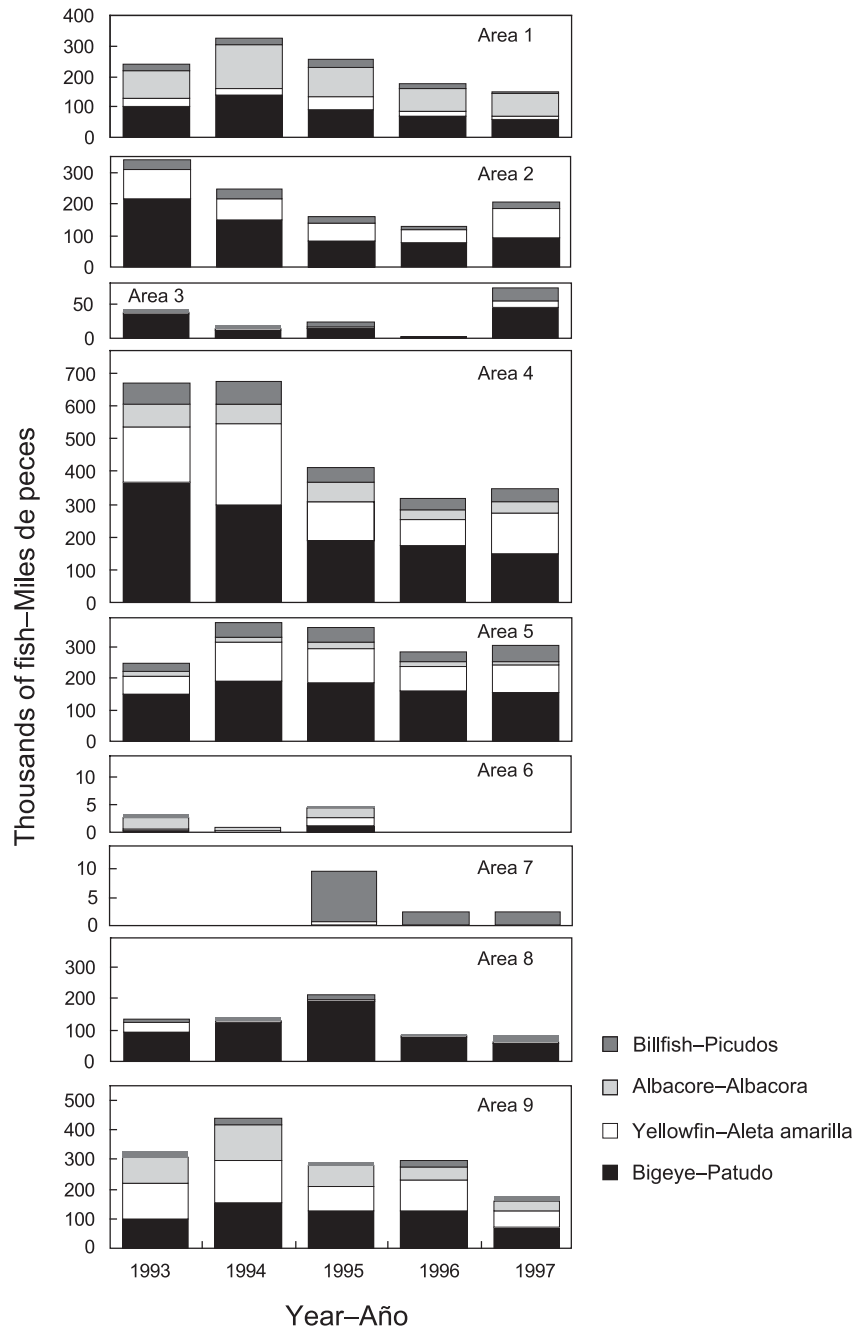 Thousands of fish–Miles de peces
400
300
200
100
0
Area 1
300
200
100
0
Area 2
50
0
Area 3
700
600
500
400
300
200
100
0
Area 4
300
200
100
0
Area 5
10
5
0
Area 6
10
5
0
Area 7
300
200
100
0
Area 8
500
400
300
200
100
0
Area 9
1993 1994 1995 1996 1997
Year–Año
Billfish–Picudos
Albacore–Albacora
Yellowfin–Aleta amarilla
Bigeye–Patudo